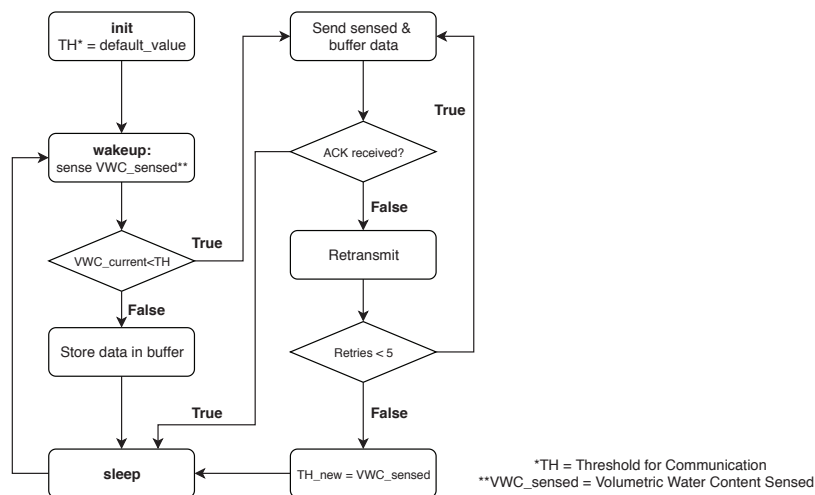 init
TH* = default_value
wakeup:
sense VWC_sensed**
VWC_current<TH
True
False
Store data in buffer
True
sleep
Send sensed &
buffer data
True
ACK received?
False
Retransmit
Retries < 5
False
TH_new = VWC_sensed
*TH = Threshold for Communication
**VWC_sensed = Volumetric Water Content Sensed